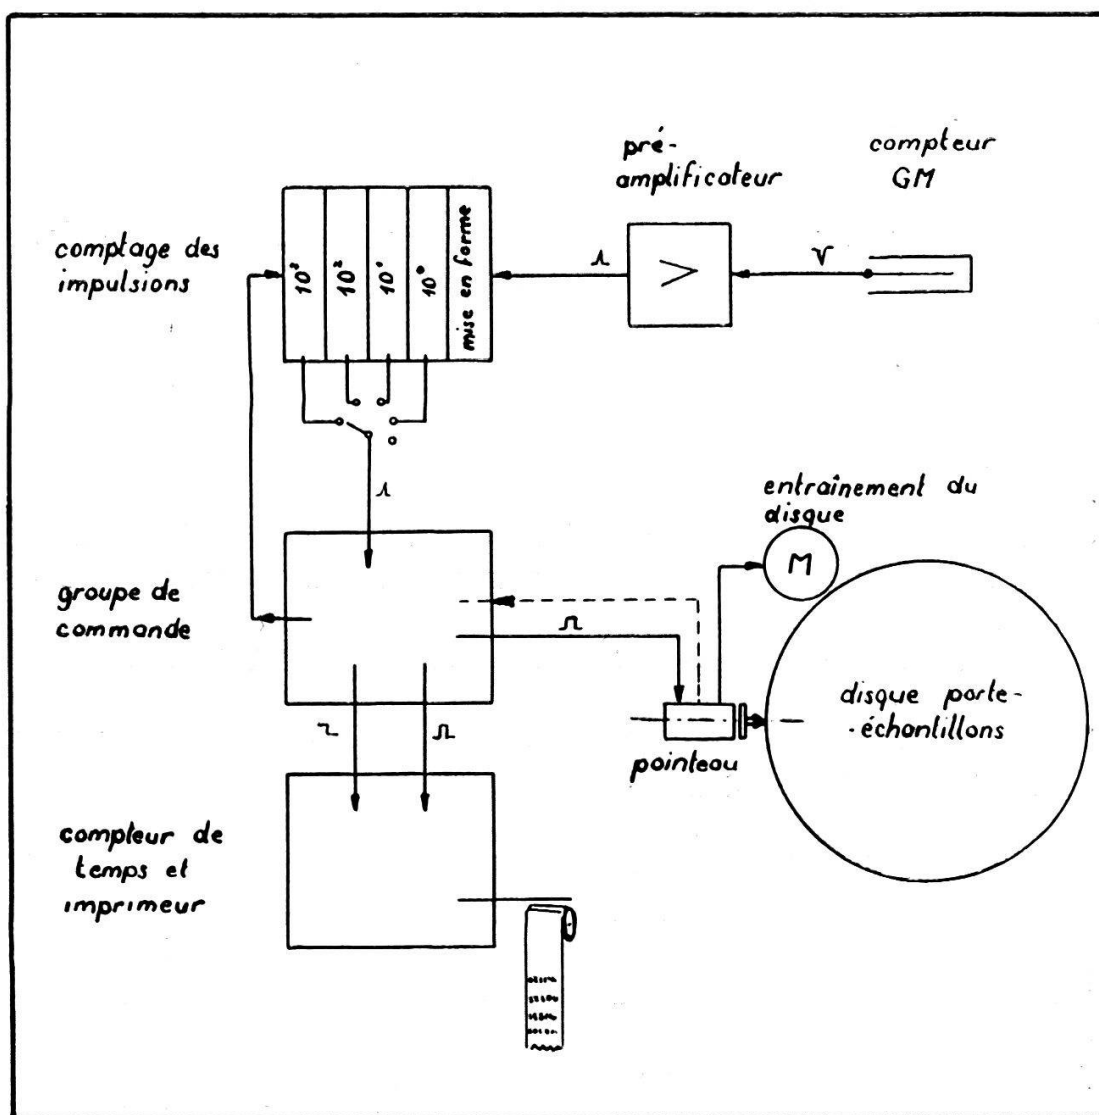 pré-
amplificateur
compteur
GM
comptage des
impulsions
10³
10²
10¹
10⁰
mise en forme
>
entraînement du
disque
M
groupe de
commande
disque porte-
-échantillons
pointeau
compteur de
temps et
imprimeur